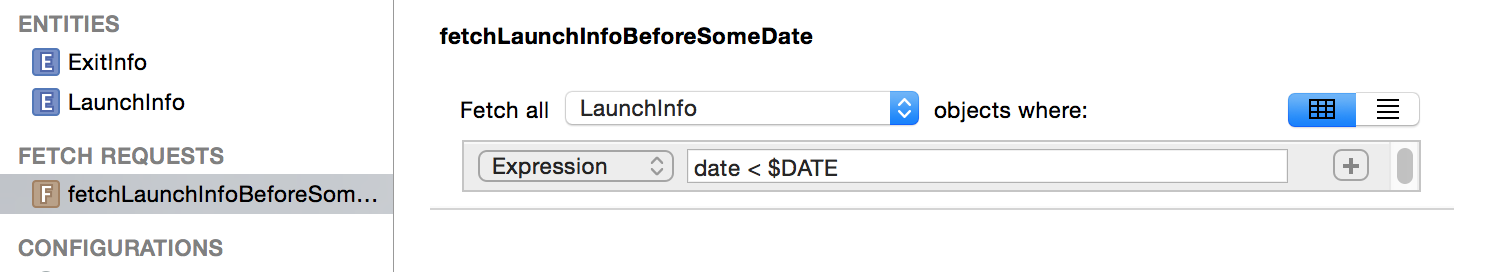 ENTITIES
E ExitInfo
E LaunchInfo
FETCH REQUESTS
F fetchLaunchInfoBeforeSom...
CONFIGURATIONS
fetchLaunchInfoBeforeSomeDate
Fetch all LaunchInfo objects where:
Expression date < $DATE